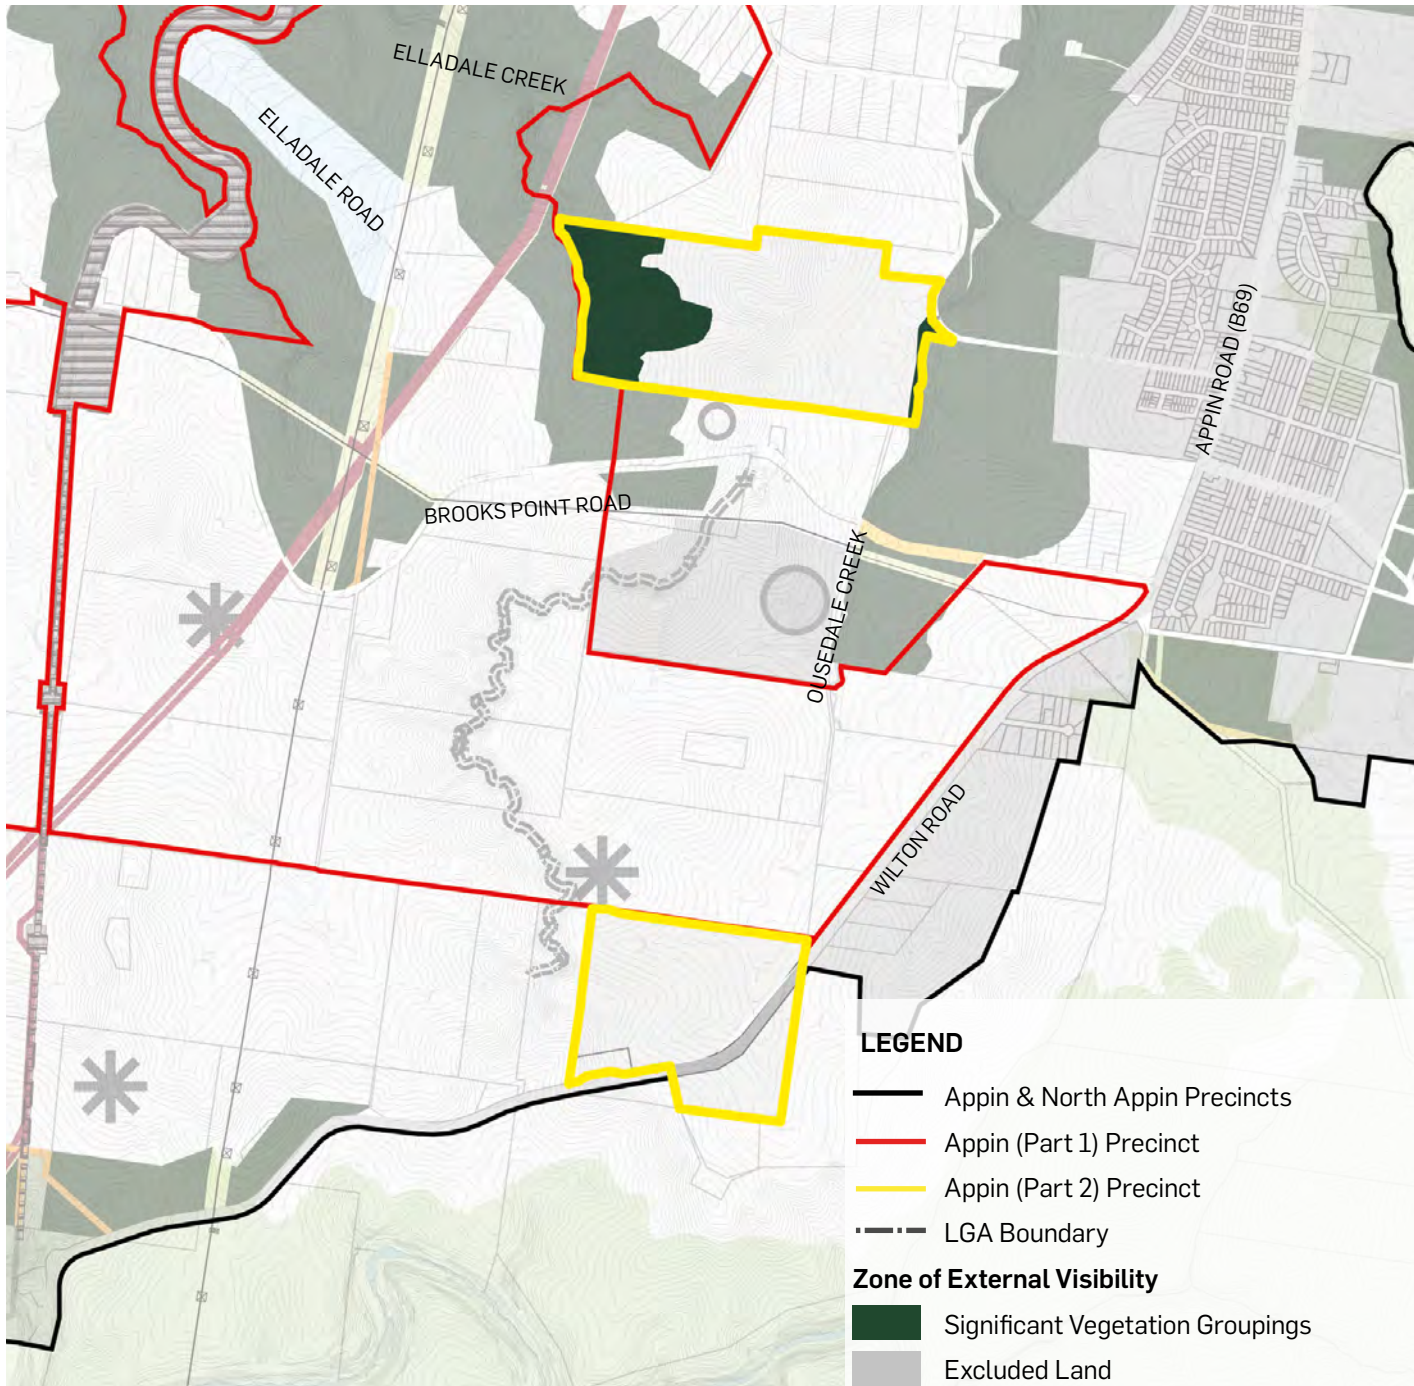 ELLADALE CREEK
ELLADALE ROAD
APPIN ROAD (B69)
BROOKS POINT ROAD
OUSEDALE CREEK
WILTON ROAD
LEGEND
Appin & North Appin Precincts
Appin (Part 1) Precinct
Appin (Part 2) Precinct
LGA Boundary
Zone of External Visibility
Significant Vegetation Groupings
Excluded Land